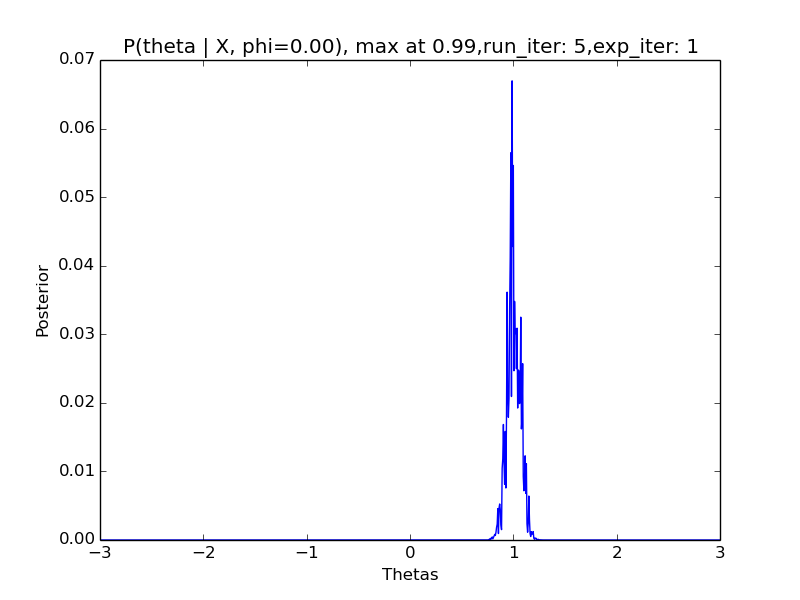 P(theta | X, phi=0.00), max at 0.99,run_iter: 5,exp_iter: 1
0.07
0.06
0.05
0.04
0.03
0.02
0.01
0.00
Posterior
−3 −2 −1 0 1 2 3
Thetas